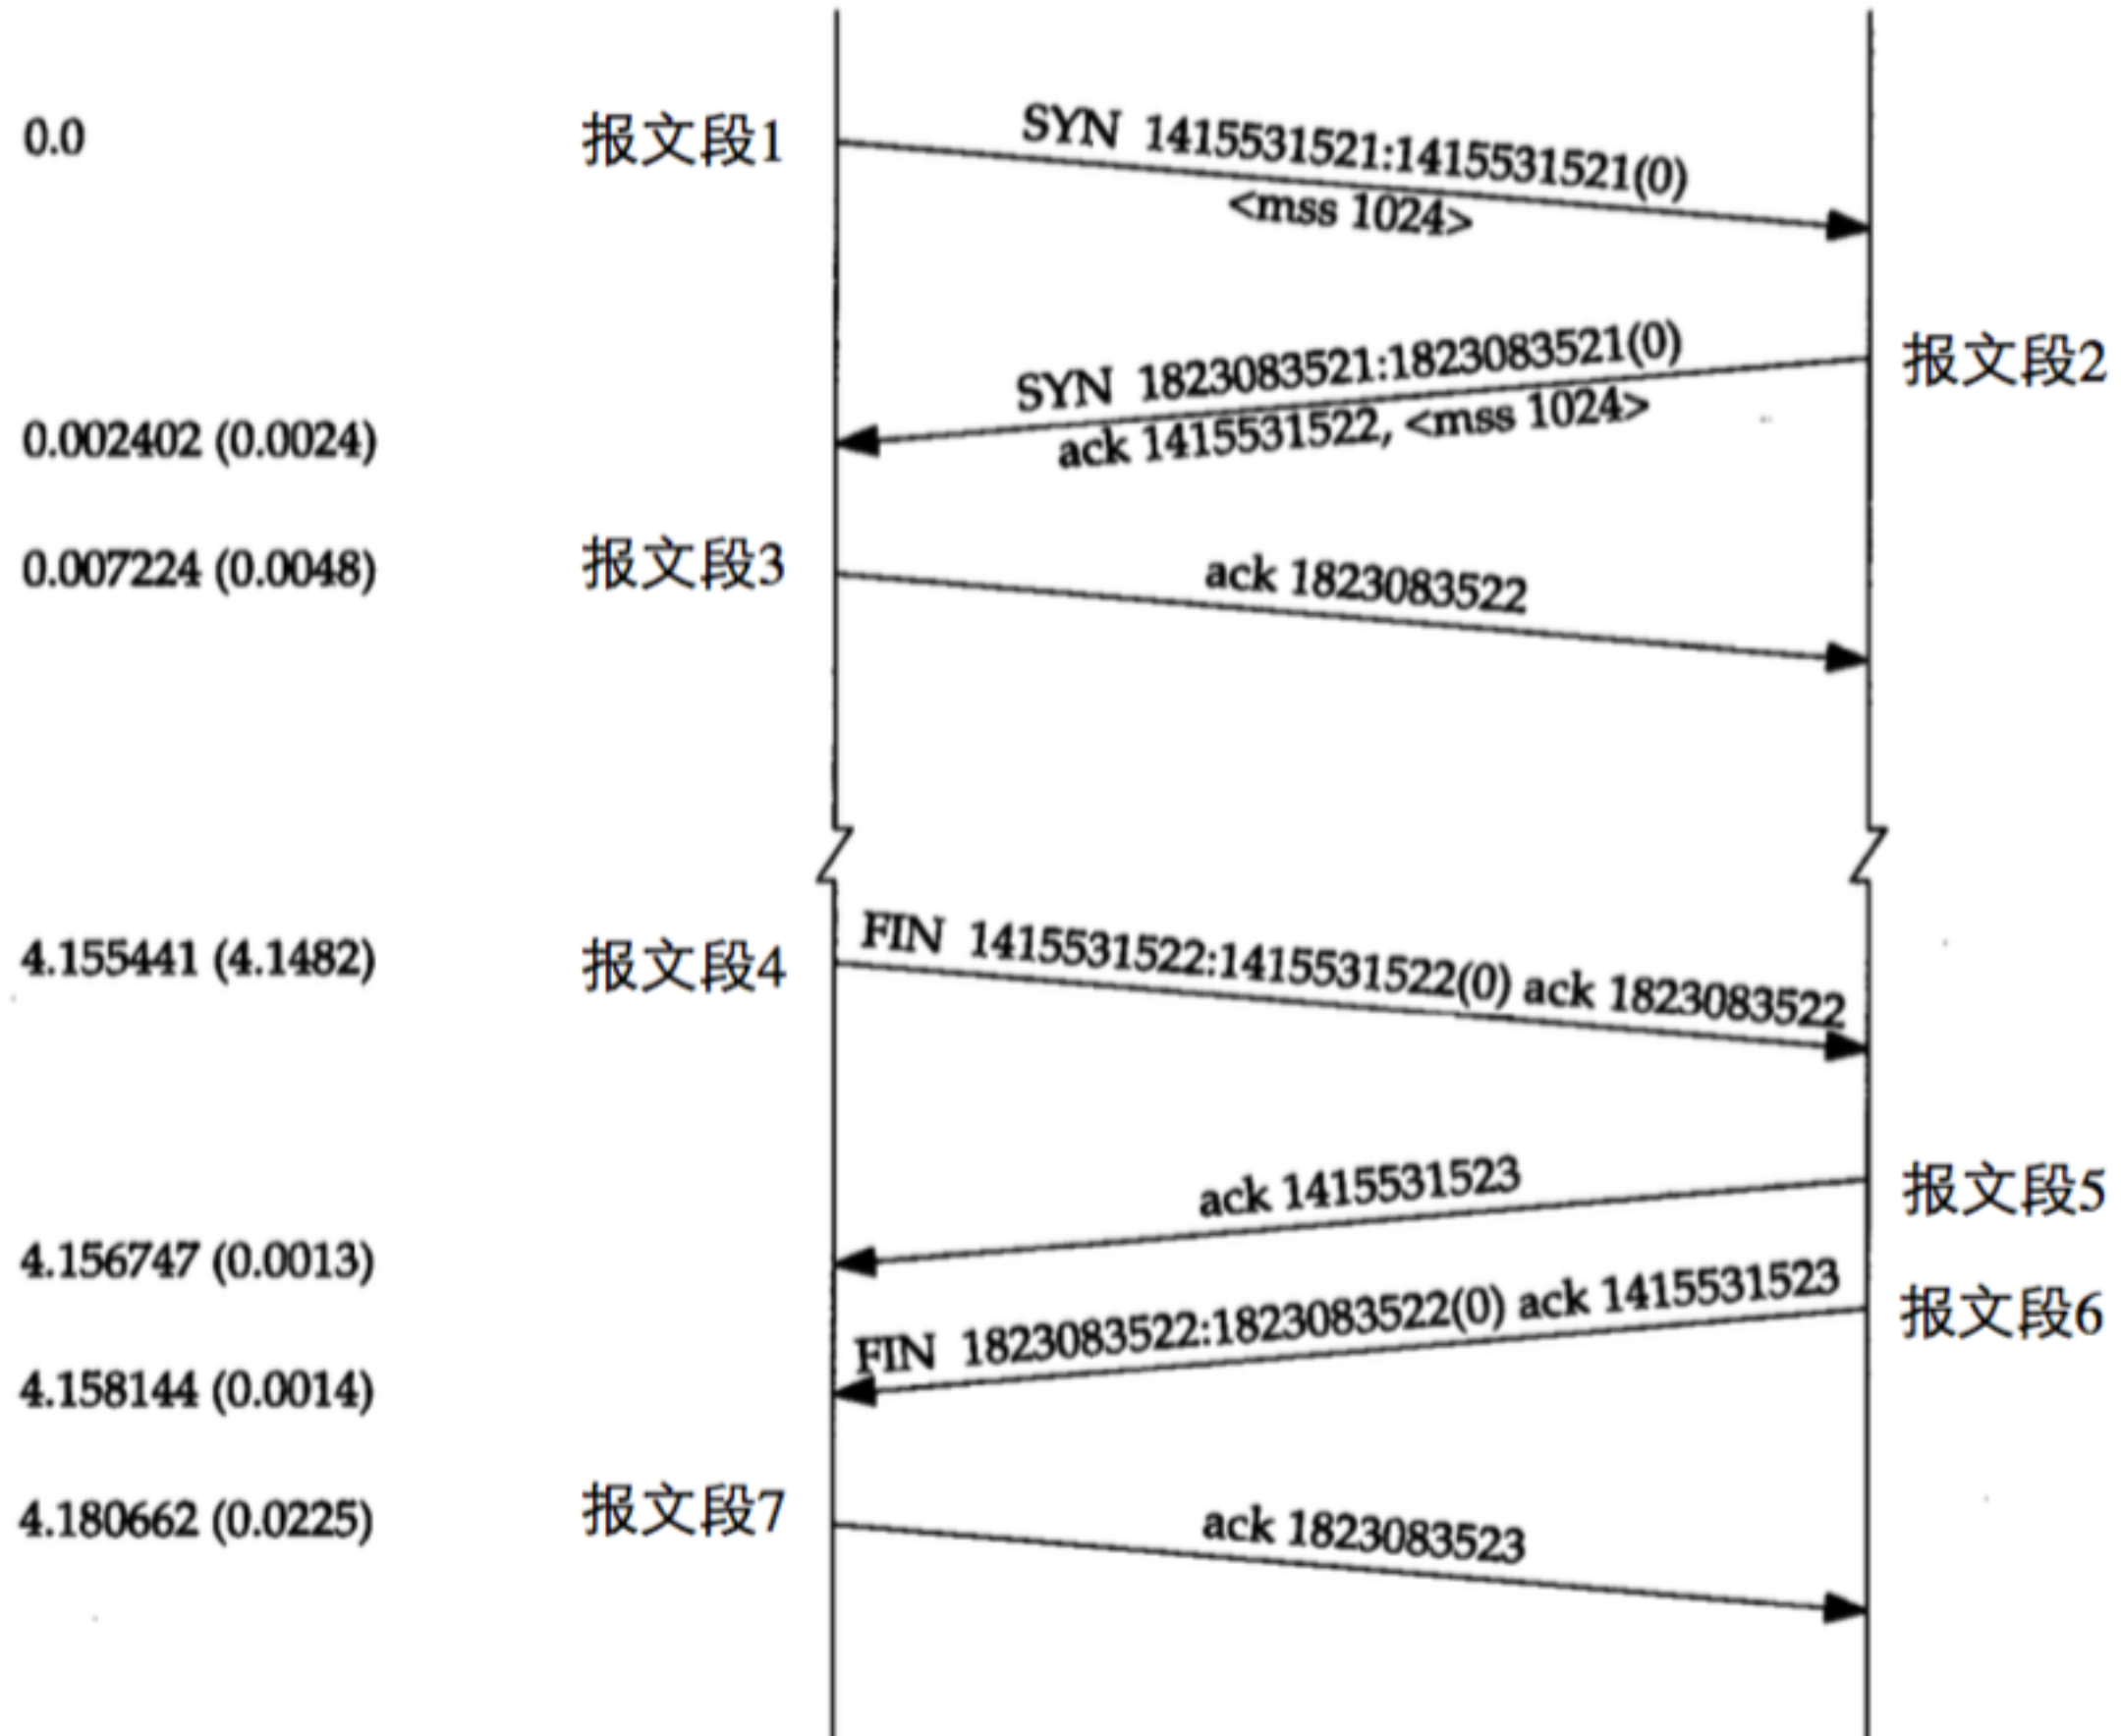 0.0
报文段1
SYN 1415531521:1415531521(0)
<mss 1024>
SYN 1823083521:1823083521(0)
报文段2
0.002402 (0.0024)
ack 1415531522, <mss 1024>
0.007224 (0.0048)
报文段3
ack 1823083522
4.155441 (4.1482)
报文段4
FIN 1415531522:1415531522(0) ack 1823083522
ack 1415531523
报文段5
4.156747 (0.0013)
FIN 1823083522:1823083522(0) ack 1415531523
报文段6
4.158144 (0.0014)
4.180662 (0.0225)
报文段7
ack 1823083523